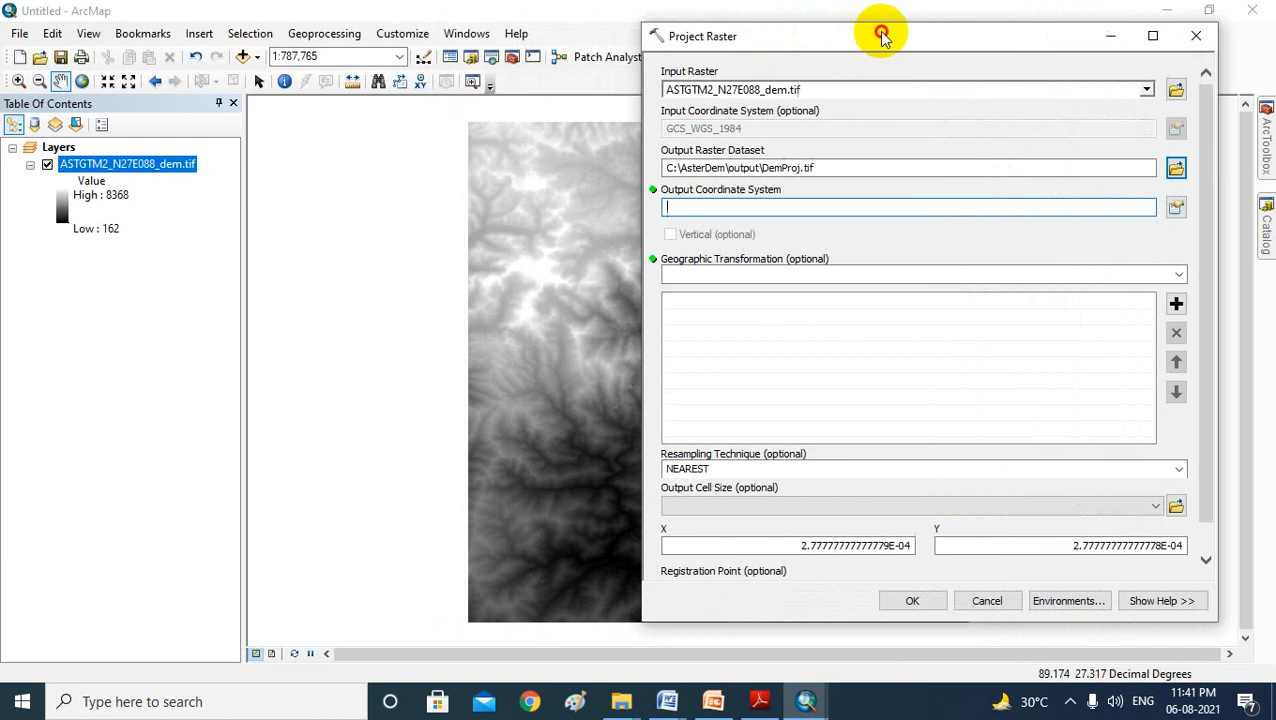 Untitled - ArcMap
File Edit View Bookmarks Insert Selection Geoprocessing Customize Windows Help
1:787,765
Patch Analyst
Table Of Contents
Layers
ASTGTM2_N27E088_dem.tif
Value
High : 8368
Low : 162
Project Raster
Input Raster
ASTGTM2_N27E088_dem.tif
Input Coordinate System (optional)
GCS_WGS_1984
Output Raster Dataset
C:\AsterDem\output\DemProj.tif
Output Coordinate System
Vertical (optional)
Geographic Transformation (optional)
Resampling Technique (optional)
NEAREST
Output Cell Size (optional)
X Y
2.77777777777779E-04 2.77777777777778E-04
Registration Point (optional)
OK Cancel Environments... Show Help >>
ArcToolbox
Catalog
89.174 27.317 Decimal Degrees
Type here to search
30°C ENG 11:41 PM
06-08-2021
7